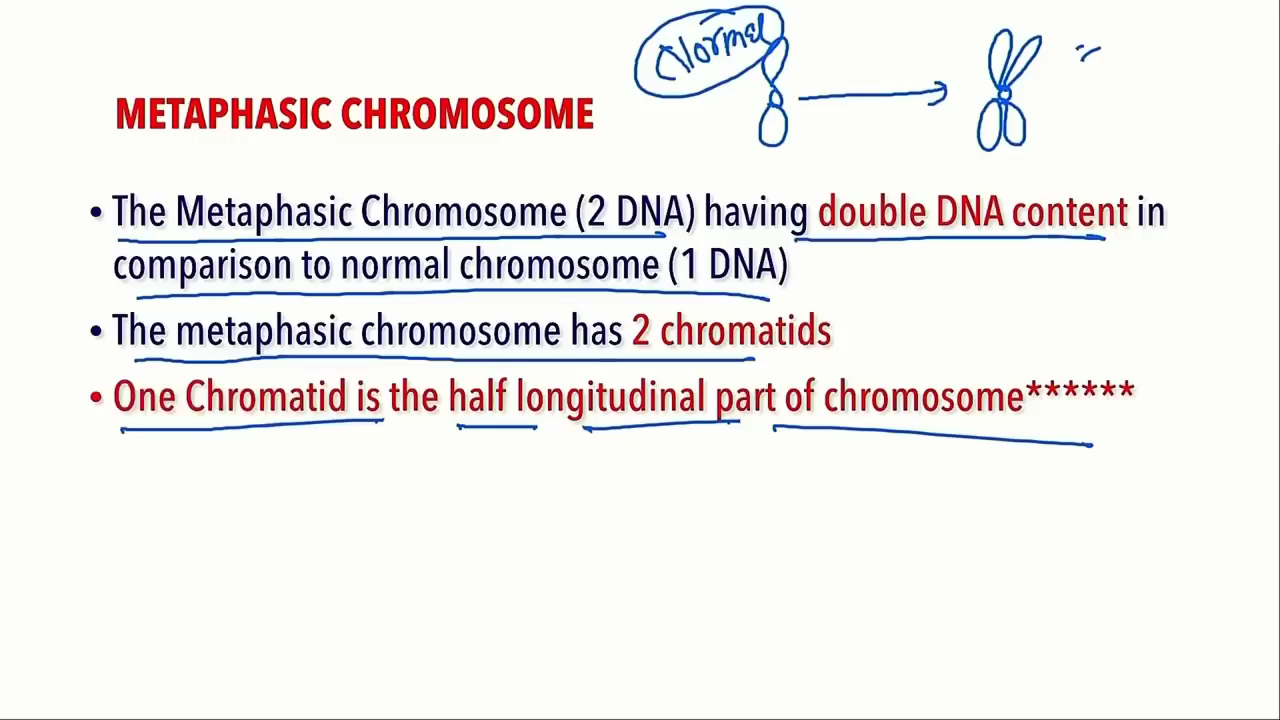 Normal
METAPHASIC CHROMOSOME
• The Metaphasic Chromosome (2 DNA) having double DNA content in
comparison to normal chromosome (1 DNA)
• The metaphasic chromosome has 2 chromatids
• One Chromatid is the half longitudinal part of chromosome******